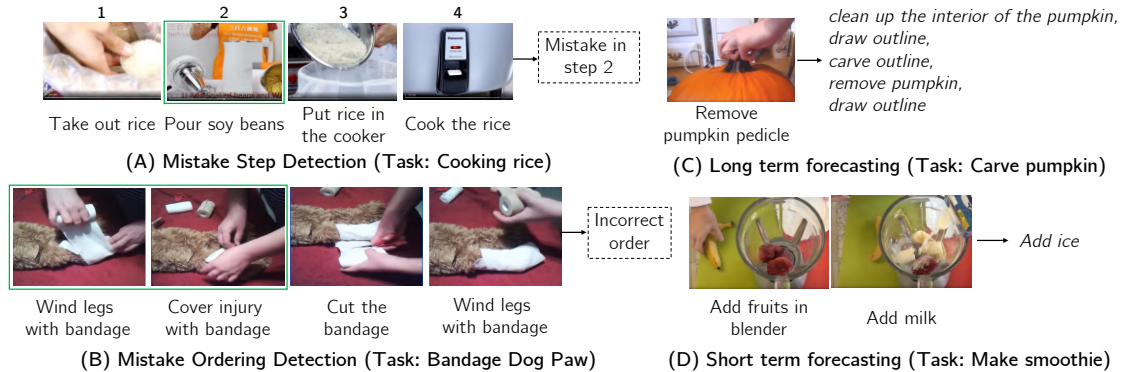 1 2 3 4
Mistake in
step 2
Take out rice
Pour soy beans
Put rice in
the cooker
Cook the rice
(A) Mistake Step Detection (Task: Cooking rice)
Wind legs
with bandage
Cover injury
with bandage
Cut the
bandage
Wind legs
with bandage
Incorrect
order
(B) Mistake Ordering Detection (Task: Bandage Dog Paw)
Remove
pumpkin pedicle
clean up the interior of the pumpkin,
draw outline,
carve outline,
remove pumpkin,
draw outline
(C) Long term forecasting (Task: Carve pumpkin)
Add fruits in
blender
Add milk
Add ice
(D) Short term forecasting (Task: Make smoothie)